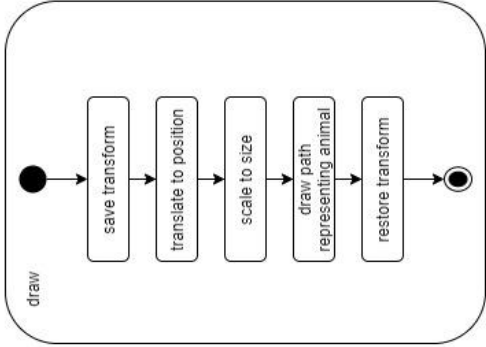 draw
save transform
translate to position
scale to size
draw path
representing animal
restore transform